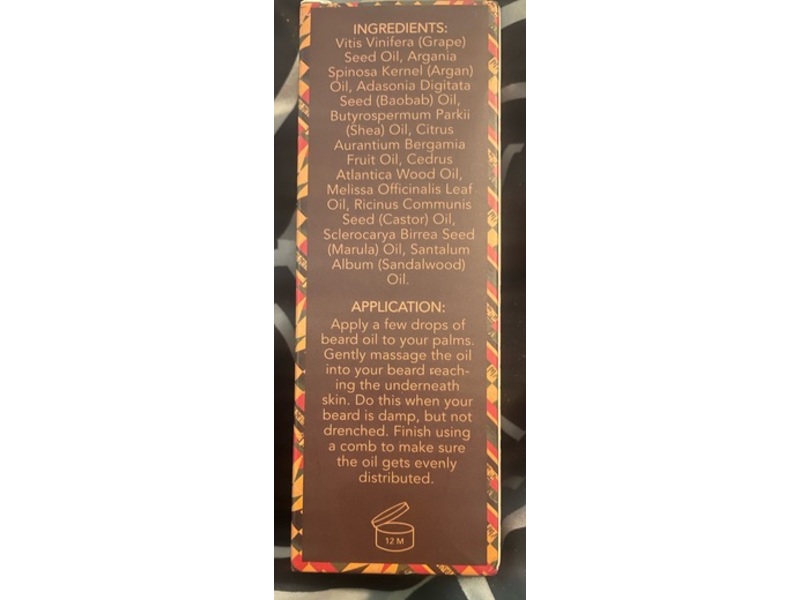 INGREDIENTS:
Vitis Vinifera (Grape)
Seed Oil, Argania
Spinosa Kernel (Argan)
Oil, Adasonia Digitata
Seed (Baobab) Oil,
Butyrospermum Parkii
(Shea) Oil, Citrus
Aurantium Bergamia
Fruit Oil, Cedrus
Atlantica Wood Oil,
Melissa Officinalis Leaf
Oil, Ricinus Communis
Seed (Castor) Oil,
Sclerocarya Birrea Seed
(Marula) Oil, Santalum
Album (Sandalwood)
Oil.
APPLICATION:
Apply a few drops of
beard oil to your palms.
Gently massage the oil
into your beard reach-
ing the underneath
skin. Do this when your
beard is damp, but not
drenched. Finish using
a comb to make sure
the oil gets evenly
distributed.
12 M